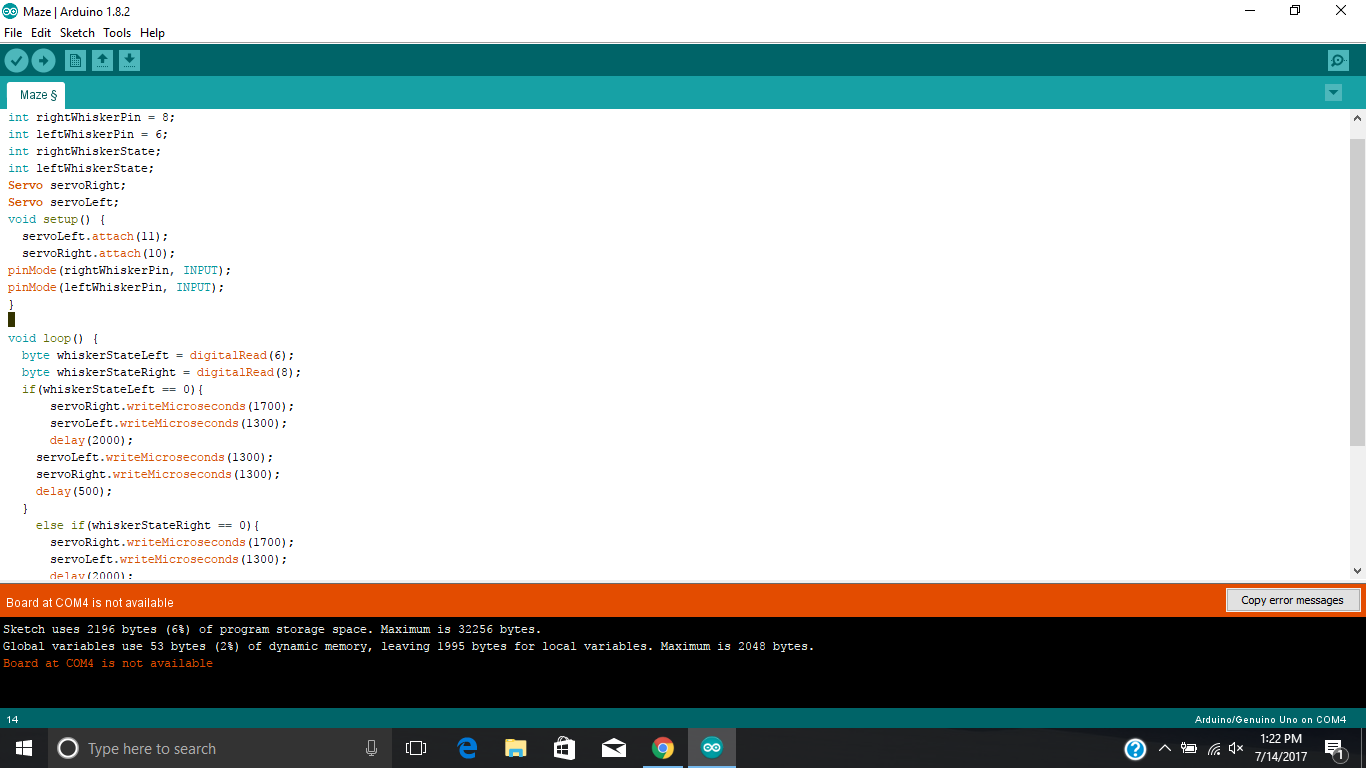 Maze | Arduino 1.8.2
File Edit Sketch Tools Help
Maze §
int rightWhiskerPin = 8;
int leftWhiskerPin = 6;
int rightWhiskerState;
int leftWhiskerState;
Servo servoRight;
Servo servoLeft;
void setup() {
  servoLeft.attach(11);
  servoRight.attach(10);
pinMode(rightWhiskerPin, INPUT);
pinMode(leftWhiskerPin, INPUT);
}
void loop() {
  byte whiskerStateLeft = digitalRead(6);
  byte whiskerStateRight = digitalRead(8);
  if(whiskerStateLeft == 0){
      servoRight.writeMicroseconds(1700);
      servoLeft.writeMicroseconds(1300);
      delay(2000);
    servoLeft.writeMicroseconds(1300);
    servoRight.writeMicroseconds(1300);
    delay(500);
  }
    else if(whiskerStateRight == 0){
      servoRight.writeMicroseconds(1700);
      servoLeft.writeMicroseconds(1300);
      delay(2000);
Board at COM4 is not available
Copy error messages
Sketch uses 2196 bytes (6%) of program storage space. Maximum is 32256 bytes.
Global variables use 53 bytes (2%) of dynamic memory, leaving 1995 bytes for local variables. Maximum is 2048 bytes.
Board at COM4 is not available
14
Arduino/Genuino Uno on COM4
Type here to search
1:22 PM
7/14/2017
1